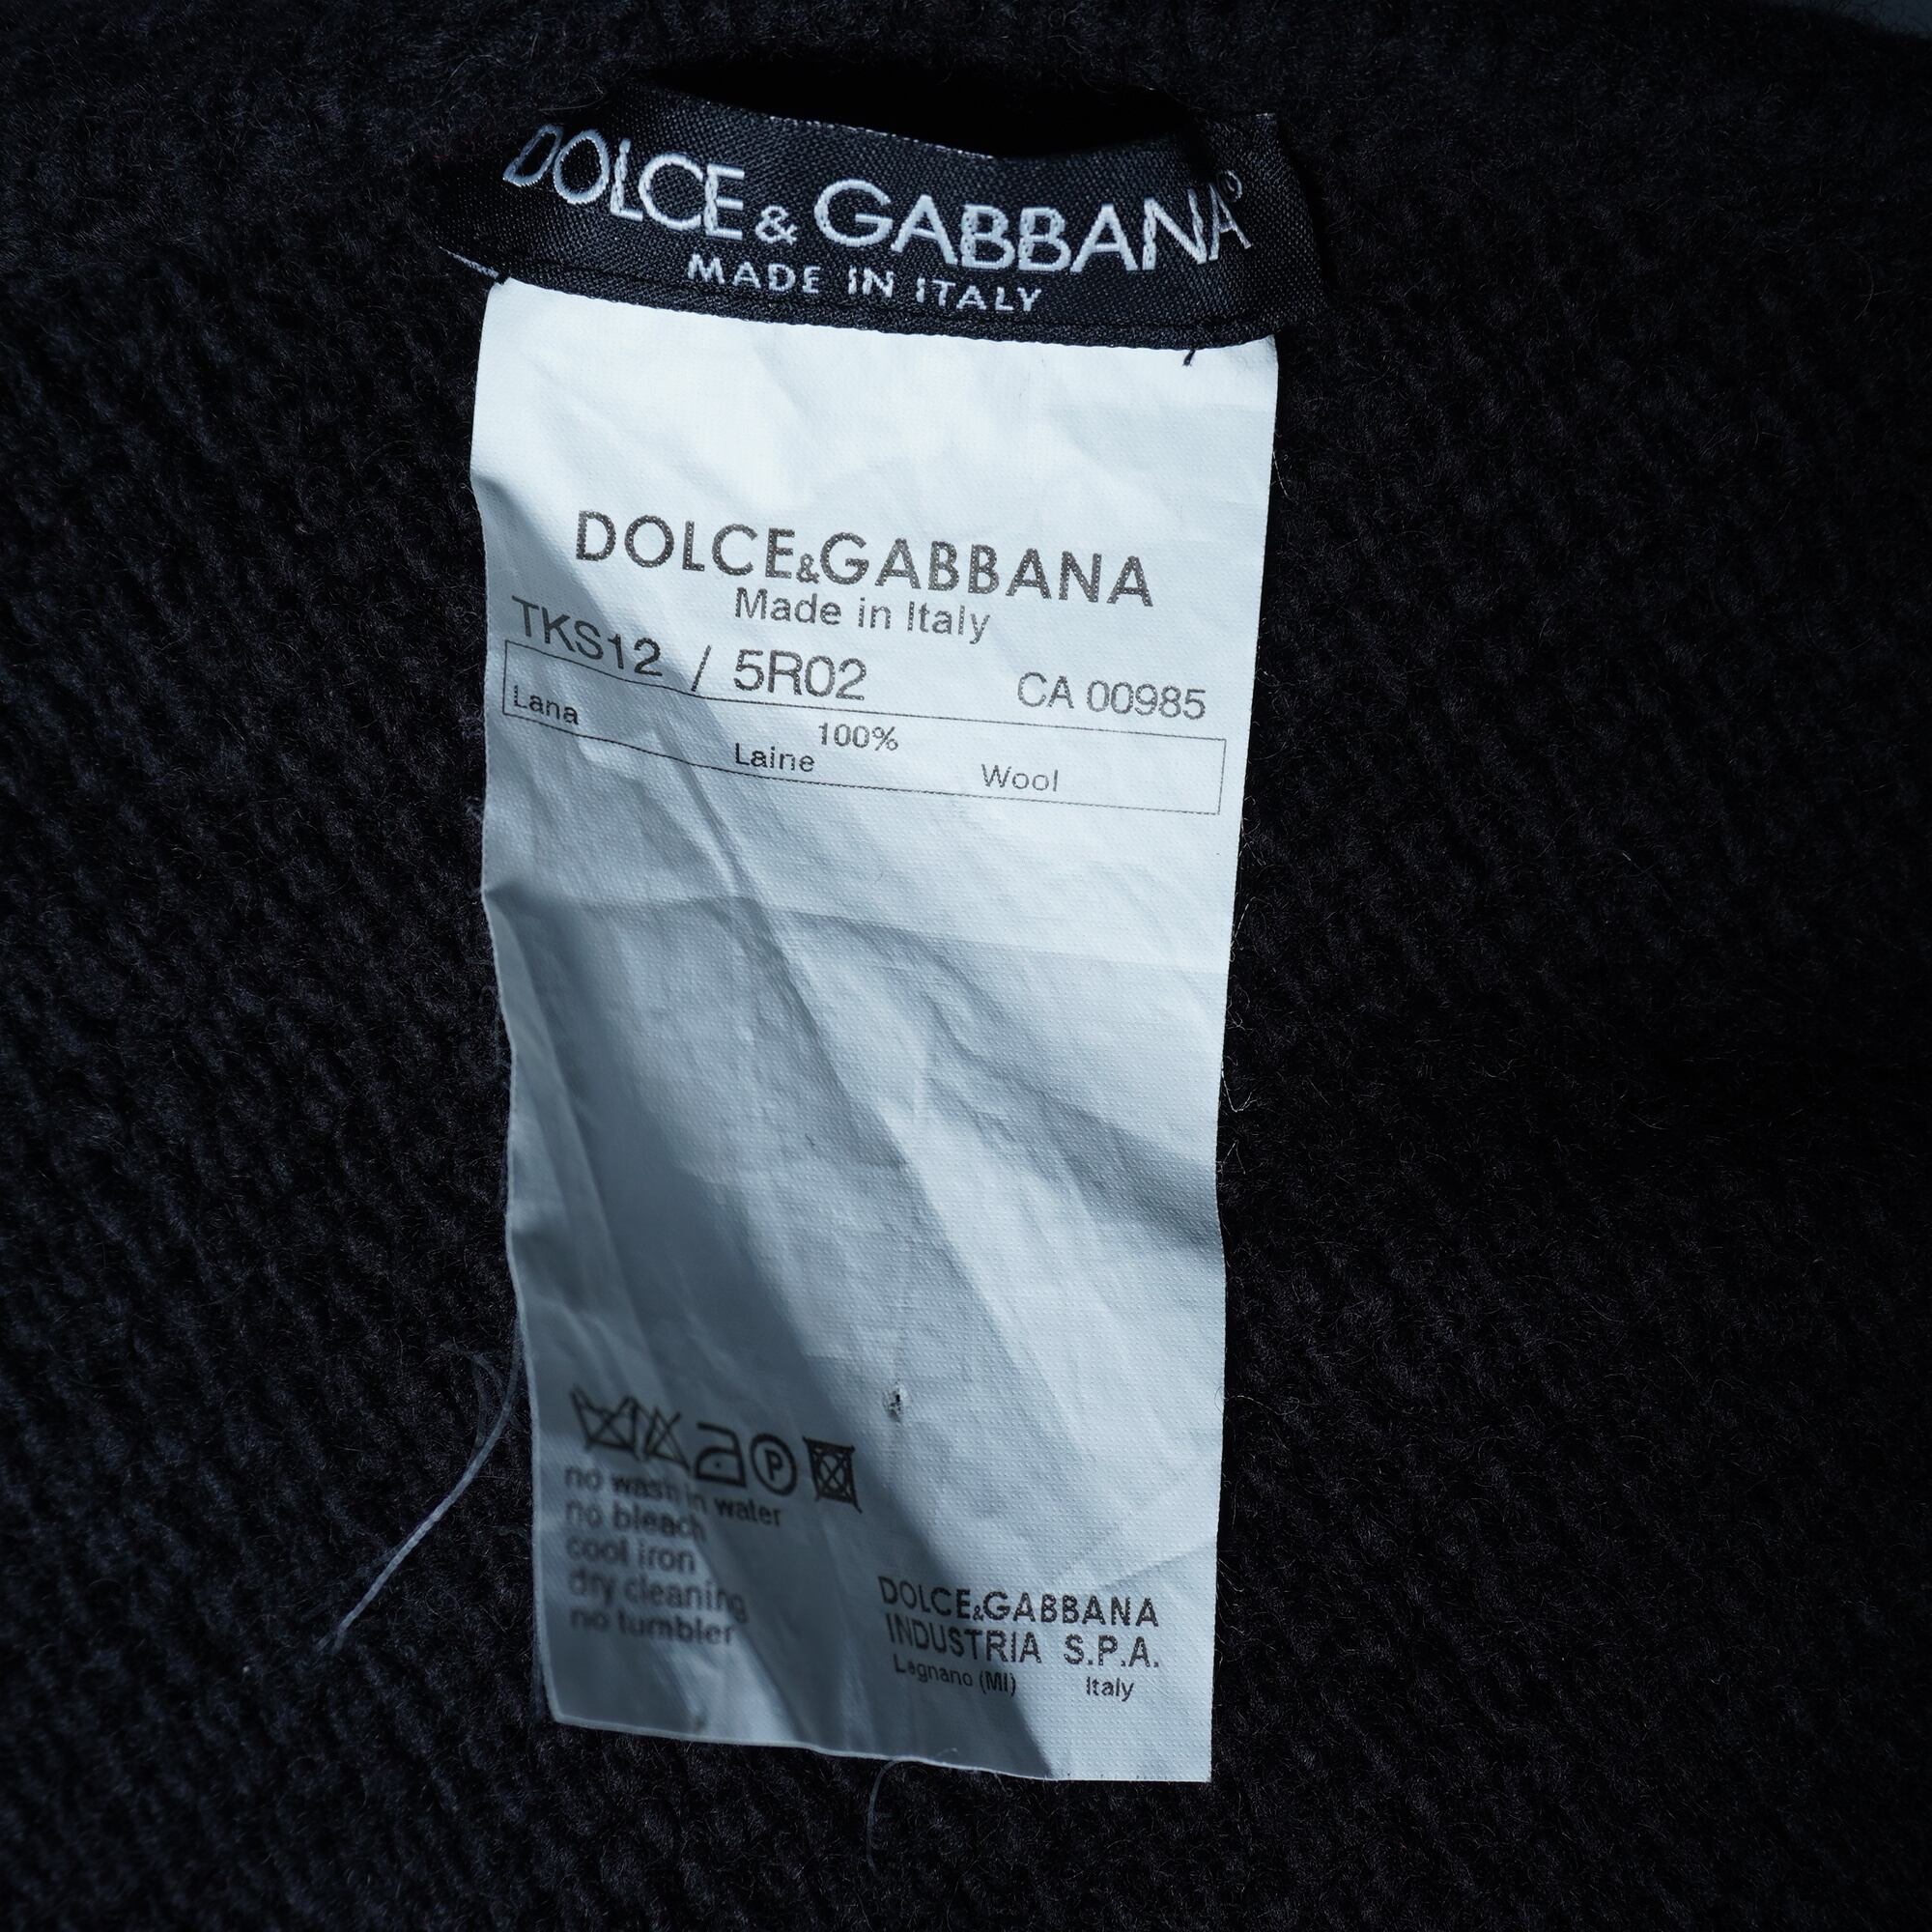 DOLCE & GABBANA®
MADE IN ITALY
DOLCE&GABBANA
Made in Italy
TKS12 / 5R02 CA 00985
100%
Lana Laine Wool
P
no wash in water
no bleach
cool iron
dry cleaning
no tumbler
DOLCE&GABBANA
INDUSTRIA S.P.A.
Legnano (MI) Italy